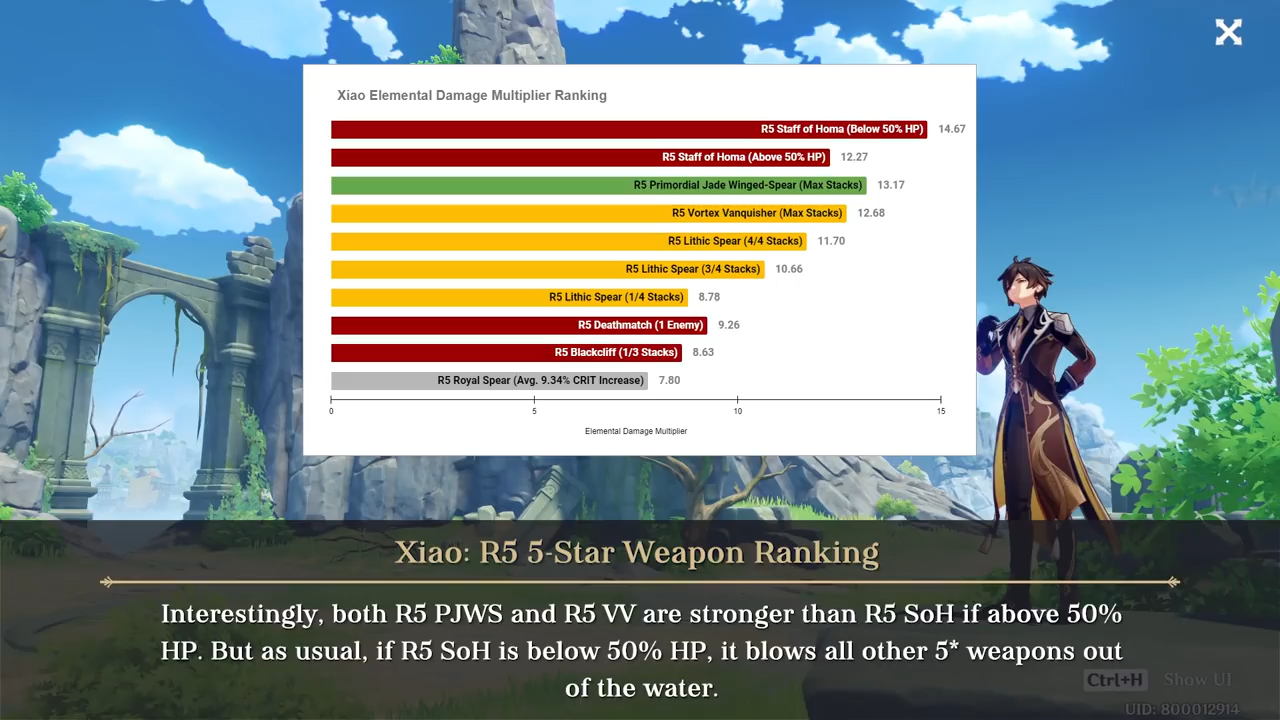 Xiao Elemental Damage Multiplier Ranking
R5 Staff of Homa (Below 50% HP) 14.67
R5 Staff of Homa (Above 50% HP) 12.27
R5 Primordial Jade Winged-Spear (Max Stacks) 13.17
R5 Vortex Vanquisher (Max Stacks) 12.68
R5 Lithic Spear (4/4 Stacks) 11.70
R5 Lithic Spear (3/4 Stacks) 10.66
R5 Lithic Spear (1/4 Stacks) 8.78
R5 Deathmatch (1 Enemy) 9.26
R5 Blackcliff (1/3 Stacks) 8.63
R5 Royal Spear (Avg. 9.34% CRIT Increase) 7.80
0 5 10 15
Elemental Damage Multiplier
Xiao: R5 5-Star Weapon Ranking
Interestingly, both R5 PJWS and R5 VV are stronger than R5 SoH if above 50%
HP. But as usual, if R5 SoH is below 50% HP, it blows all other 5* weapons out
of the water.
Ctrl+H Show UI
UID: 800012914